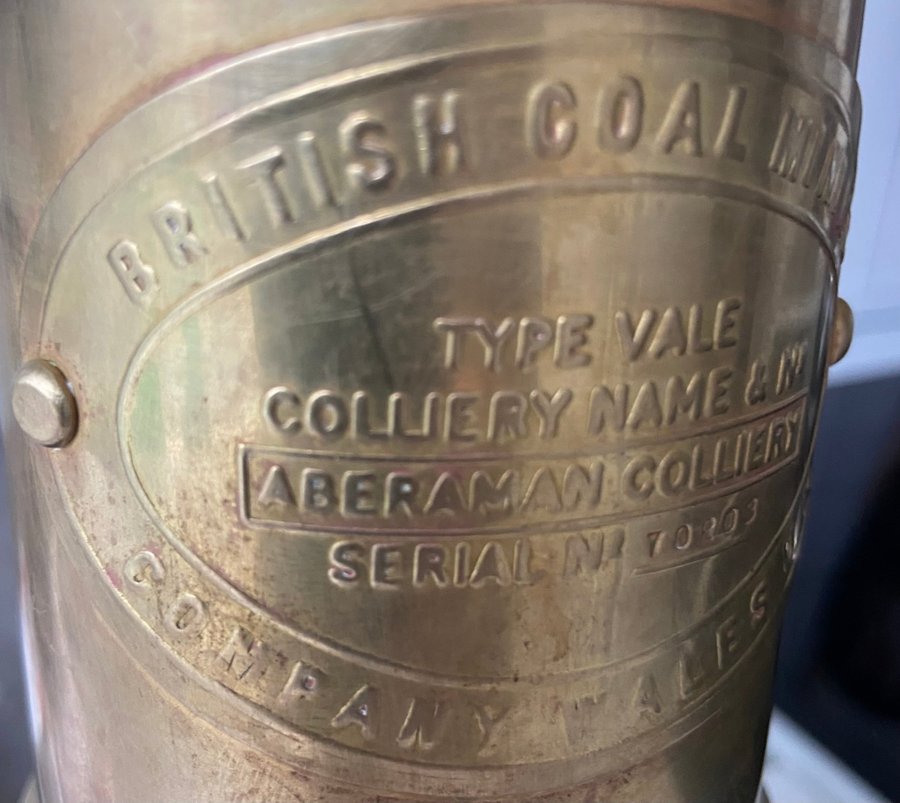 BRITISH COAL
TYPE VALE
COLLIERY NAME & Nº
ABERAMAN COLLIERY
SERIAL Nº
COMPANY WALES